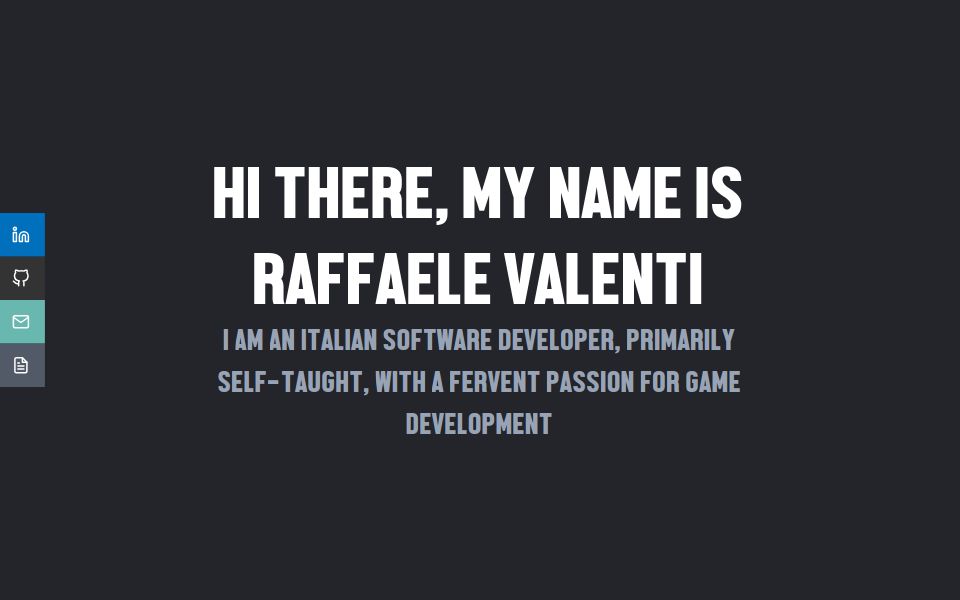 HI THERE, MY NAME IS
RAFFAELE VALENTI
I AM AN ITALIAN SOFTWARE DEVELOPER, PRIMARILY
SELF-TAUGHT, WITH A FERVENT PASSION FOR GAME
DEVELOPMENT